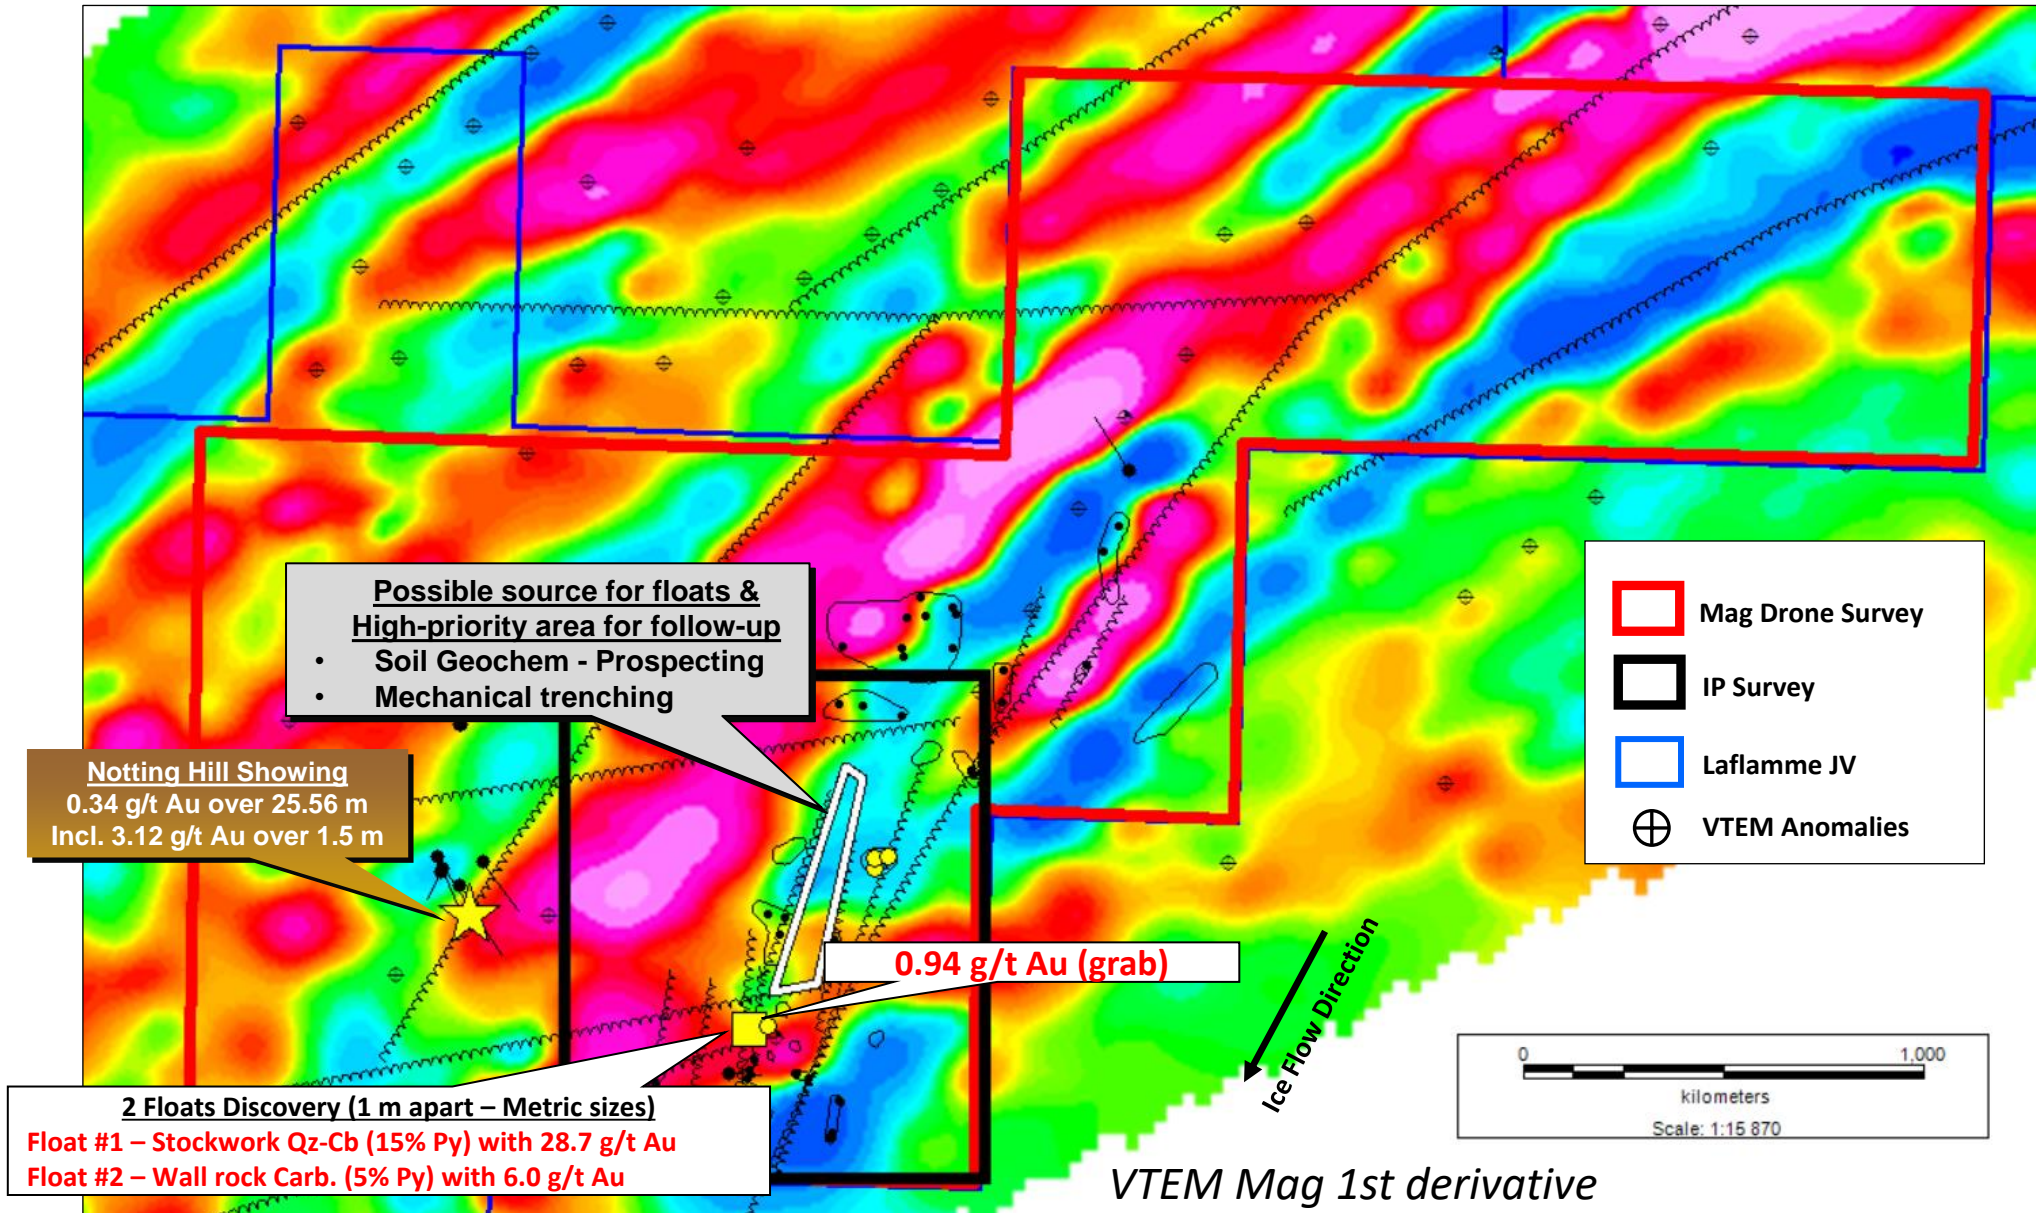 Possible source for floats &
High-priority area for follow-up
• Soil Geochem - Prospecting
• Mechanical trenching
Notting Hill Showing
0.34 g/t Au over 25.56 m
Incl. 3.12 g/t Au over 1.5 m
0.94 g/t Au (grab)
2 Floats Discovery (1 m apart – Metric sizes)
Float #1 – Stockwork Qz-Cb (15% Py) with 28.7 g/t Au
Float #2 – Wall rock Carb. (5% Py) with 6.0 g/t Au
Mag Drone Survey
IP Survey
Laflamme JV
VTEM Anomalies
Ice Flow Direction
0 1,000
kilometers
Scale: 1:15 870
VTEM Mag 1st derivative